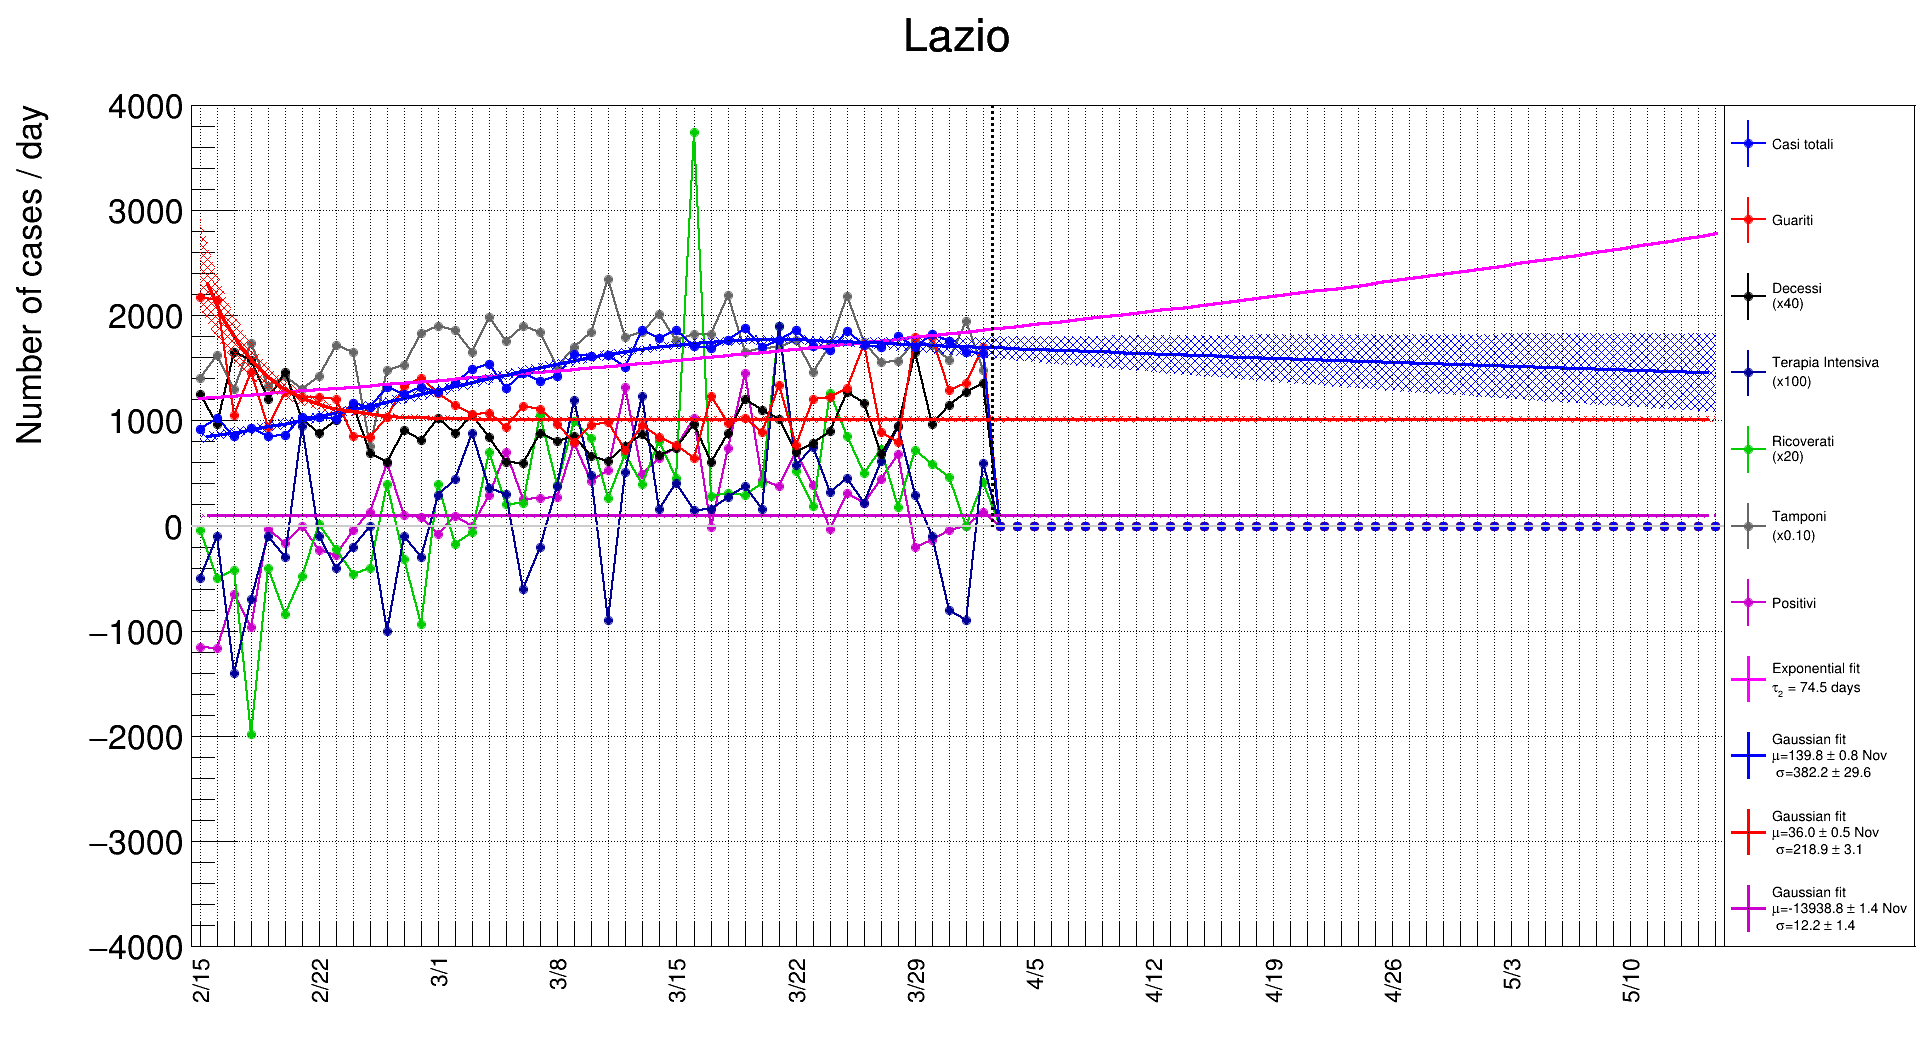 Lazio
Number of cases / day
4000
3000
2000
1000
0
−1000
−2000
−3000
−4000
2/15
2/22
3/1
3/8
3/15
3/22
3/29
4/5
4/12
4/19
4/26
5/3
5/10
Casi totali
Guariti
Decessi
(x40)
Terapia Intensiva
(x100)
Ricoverati
(x20)
Tamponi
(x0.10)
Positivi
Exponential fit
τ2 = 74.5 days
Gaussian fit
μ=139.8 ± 0.8 Nov
σ=382.2 ± 29.6
Gaussian fit
μ=36.0 ± 0.5 Nov
σ=218.9 ± 3.1
Gaussian fit
μ=-13938.8 ± 1.4 Nov
σ=12.2 ± 1.4